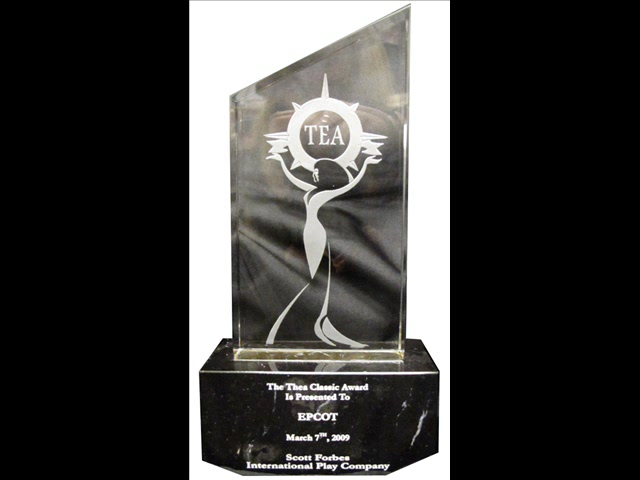 TEA
The Thea Classic Award
Is Presented To
EPCOT
March 7TH, 2009
Scott Forbes
International Play Company